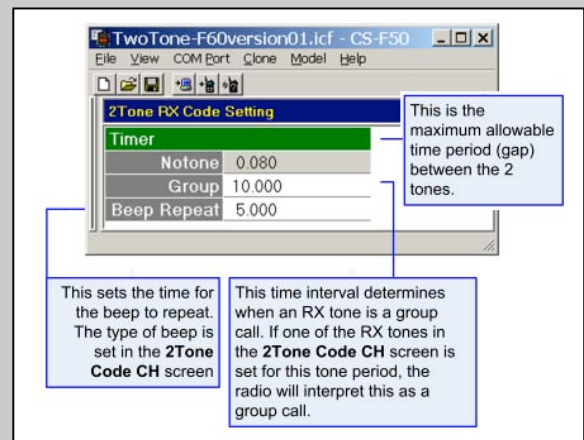 TwoTone-F60version01.icf - CS-F50
File View COM Port Clone Model Help
2Tone RX Code Setting
Timer
Notone 0.080
Group 10.000
Beep Repeat 5.000
This is the
maximum allowable
time period (gap)
between the 2
tones.
This sets the time for
the beep to repeat.
The type of beep is
set in the 2Tone
Code CH screen
This time interval determines
when an RX tone is a group
call. If one of the RX tones in
the 2Tone Code CH screen is
set for this tone period, the
radio will interpret this as a
group call.